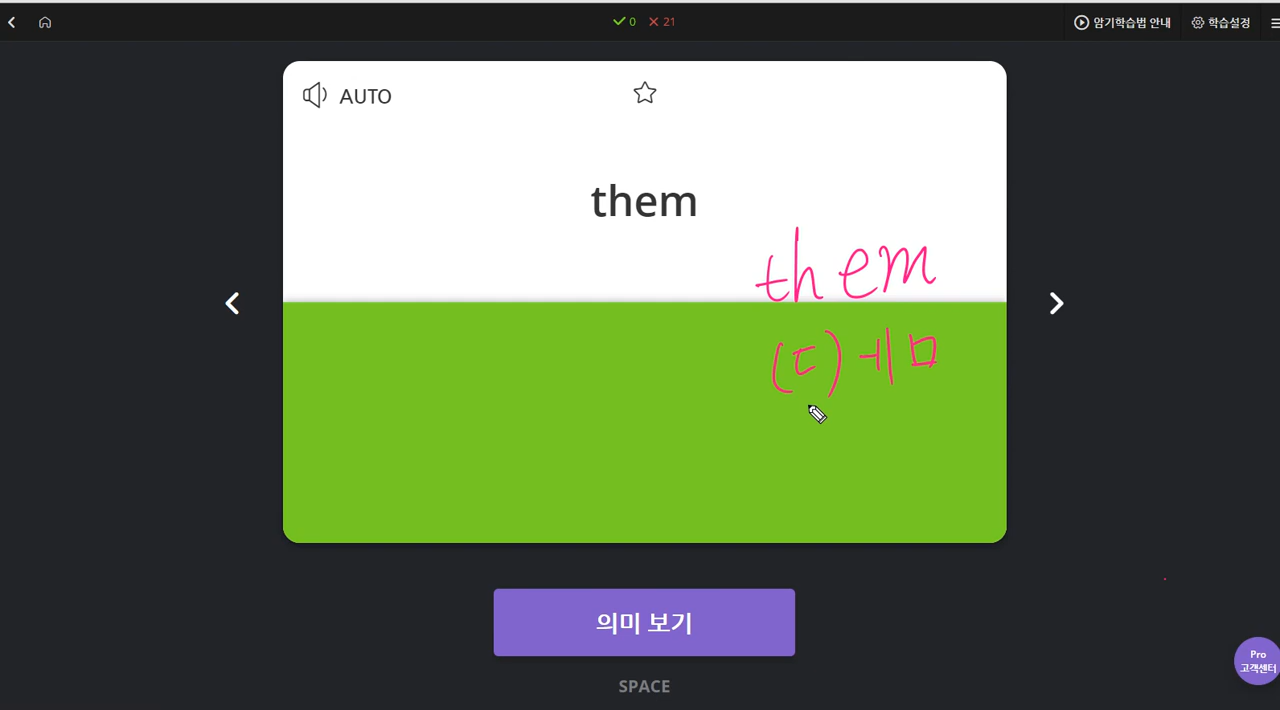 0 21 암기학습법 안내 학습설정
AUTO
them
them
(ㄷ)ㅔㅁ
의미 보기
SPACE
Pro
고객센터